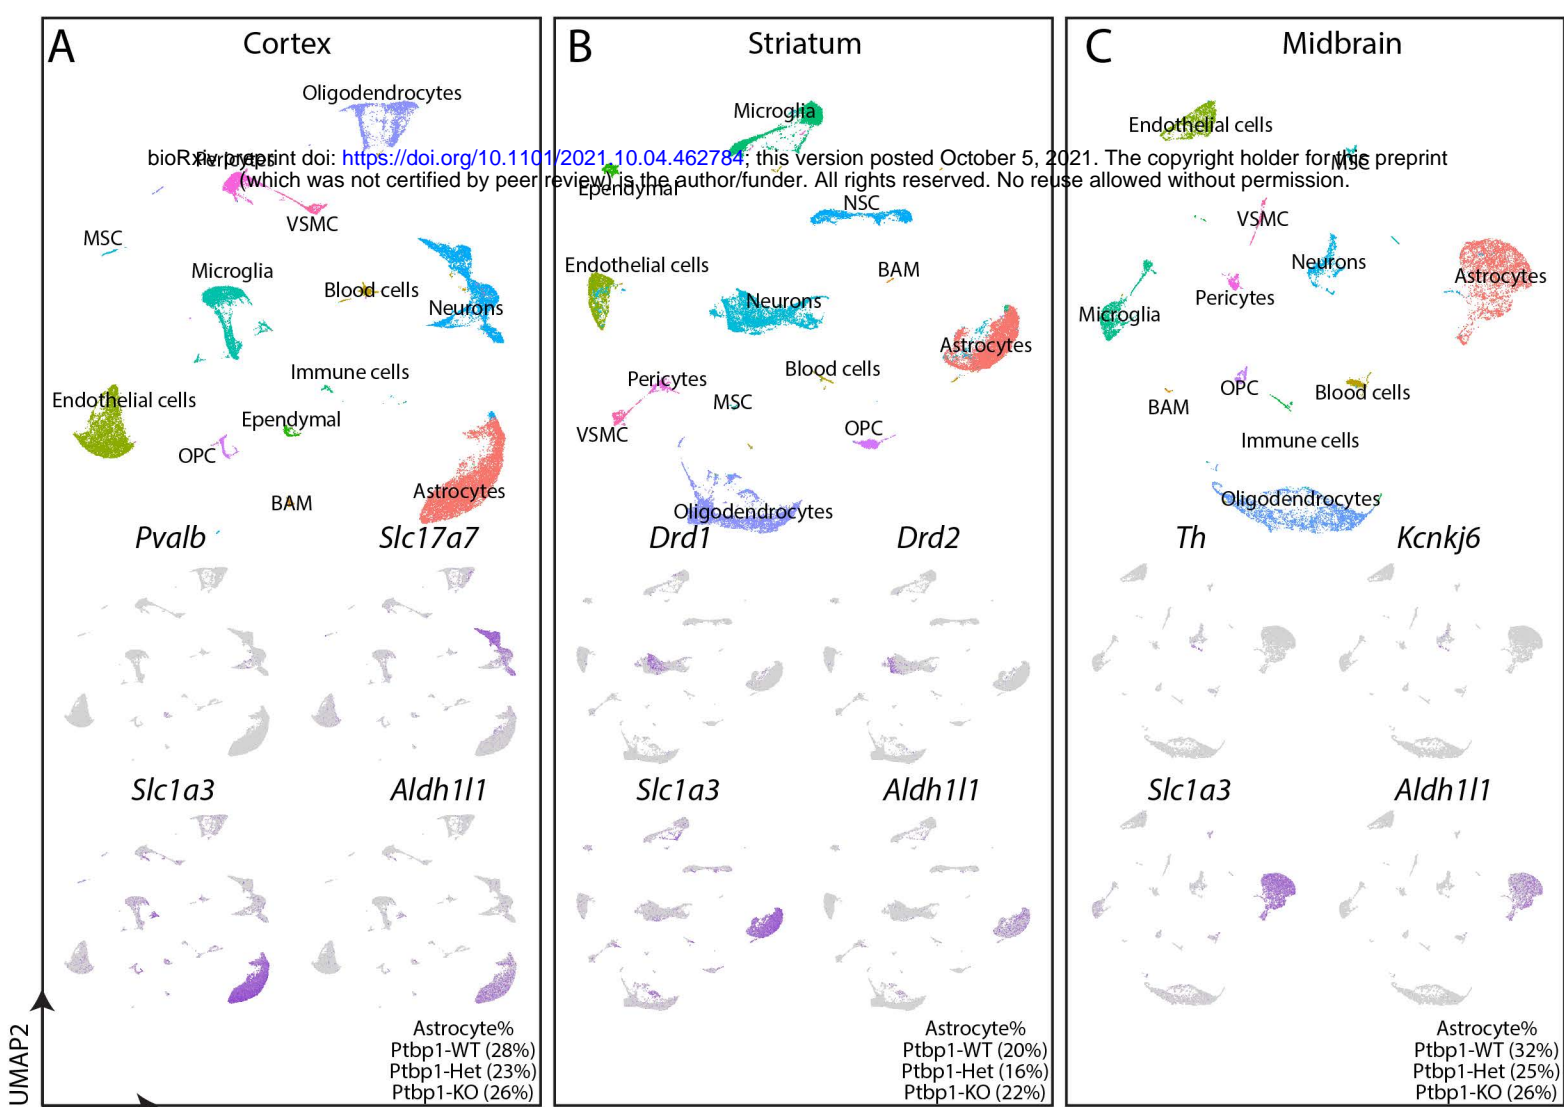 A
Cortex
Oligodendrocytes
Pericytes
VSMC
MSC
Microglia
Blood cells
Neurons
Immune cells
Endothelial cells
Ependymal
OPC
Astrocytes
BAM
Pvalb
Slc17a7
Slc1a3
Aldh1l1
Astrocyte%
Ptbp1-WT (28%)
Ptbp1-Het (23%)
Ptbp1-KO (26%)
UMAP2
bioRxiv preprint doi: https://doi.org/10.1101/2021.10.04.462784; this version posted October 5, 2021. The copyright holder for this preprint
(which was not certified by peer review) is the author/funder. All rights reserved. No reuse allowed without permission.
B
Striatum
Microglia
Ependymal
NSC
Endothelial cells
BAM
Neurons
Astrocytes
Blood cells
Pericytes
MSC
VSMC
OPC
Oligodendrocytes
Drd1
Drd2
Slc1a3
Aldh1l1
Astrocyte%
Ptbp1-WT (20%)
Ptbp1-Het (16%)
Ptbp1-KO (22%)
C
Midbrain
Endothelial cells
MSC
VSMC
Neurons
Astrocytes
Pericytes
Microglia
OPC
Blood cells
BAM
Immune cells
Oligodendrocytes
Th
Kcnkj6
Slc1a3
Aldh1l1
Astrocyte%
Ptbp1-WT (32%)
Ptbp1-Het (25%)
Ptbp1-KO (26%)